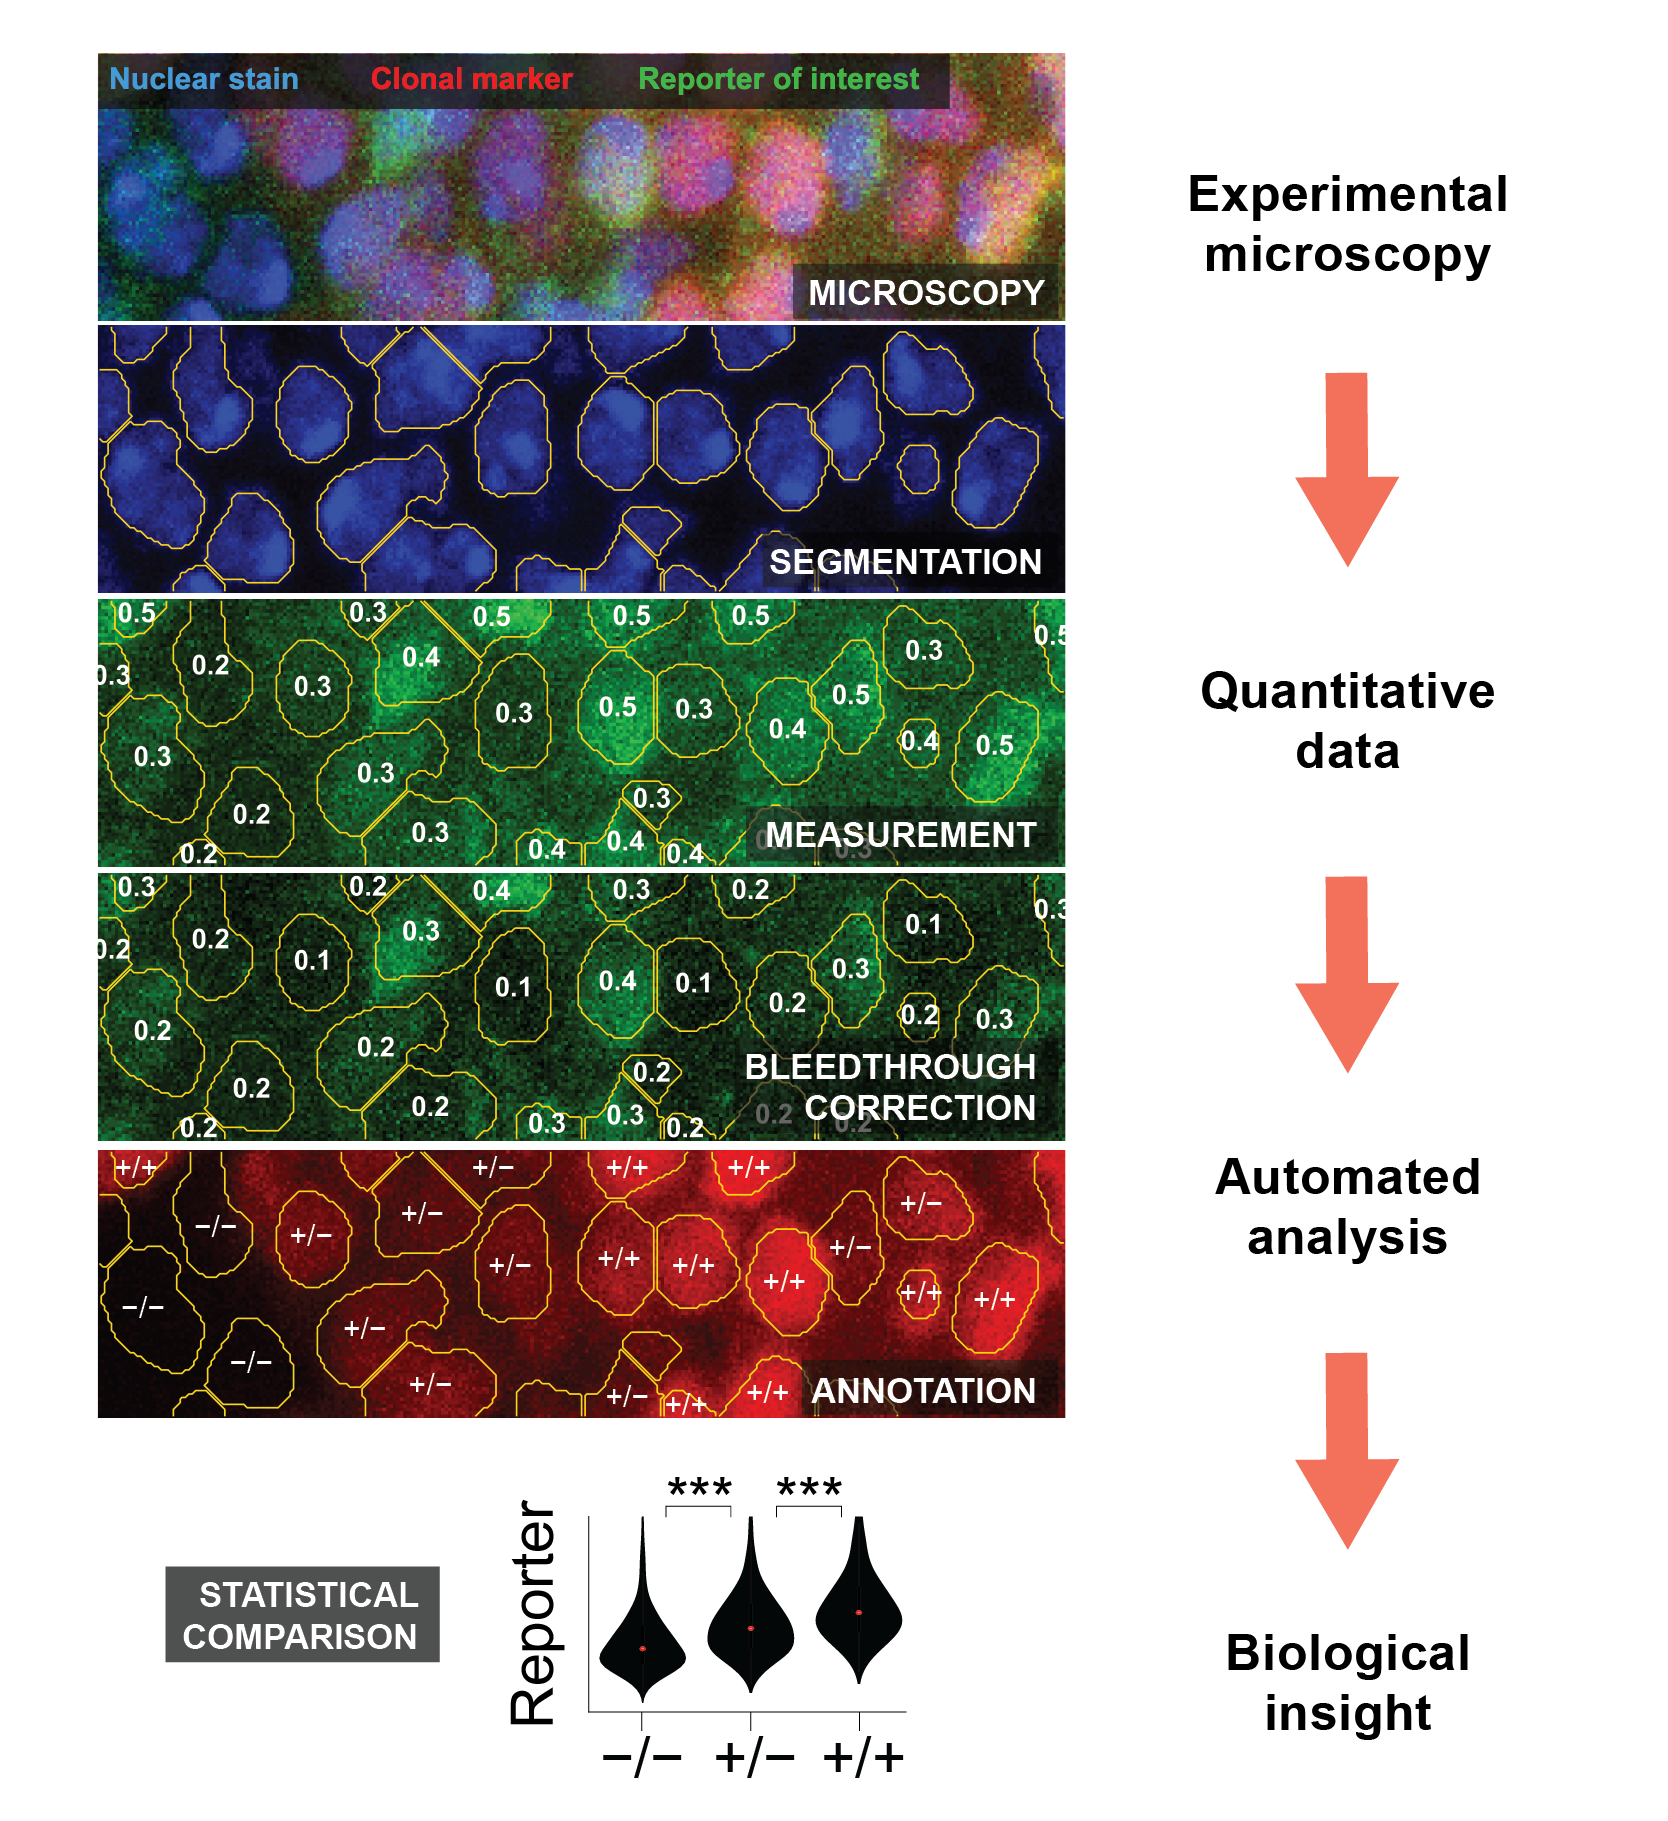 Nuclear stain Clonal marker Reporter of interest
MICROSCOPY
Experimental
microscopy
SEGMENTATION
0.5 0.3 0.5 0.5 0.5
0.5
0.2 0.4 0.3
0.3 0.3
0.3 0.5 0.3 0.5
0.4 0.4 0.5
0.3 0.3
0.2 0.3
0.3 0.4
0.2 0.4 0.4 0.3
MEASUREMENT
Quantitative
data
0.3 0.2 0.4 0.3 0.2
0.3
0.2 0.2 0.3 0.1
0.1 0.1 0.4 0.1 0.3
0.2 0.2 0.2 0.3
0.2 0.2
0.2 0.2 0.3 0.3 0.2 0.2 0.2
0.2
BLEEDTHROUGH
CORRECTION
+/+ +/− +/+ +/+
−/− +/− +/− +/−
+/− +/+ +/+ +/−
−/− +/+ +/+ +/+
+/−
−/− +/− +/− +/+ +/+
ANNOTATION
Automated
analysis
STATISTICAL
COMPARISON
Reporter
*** ***
−/− +/− +/+
Biological
insight